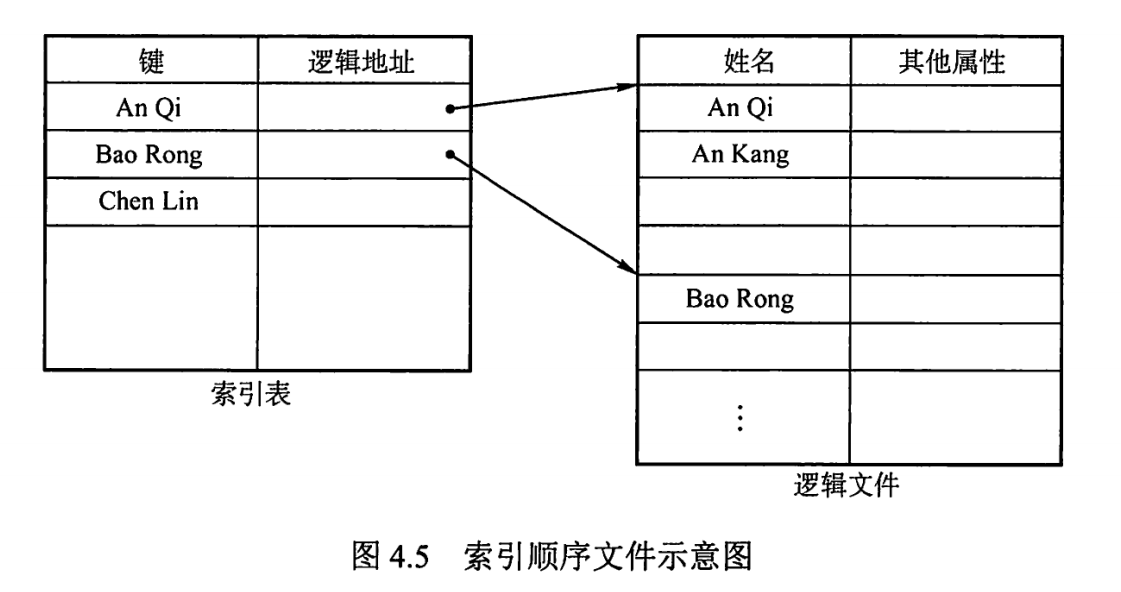 键 逻辑地址
An Qi
Bao Rong
Chen Lin
索引表
姓名 其他属性
An Qi
An Kang
Bao Rong
⋮
逻辑文件
图 4.5 索引顺序文件示意图